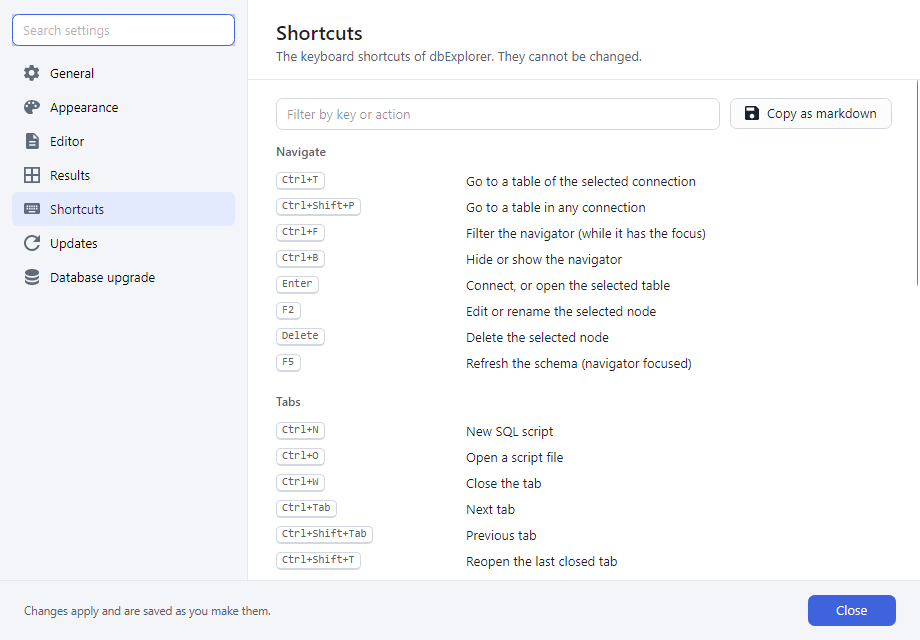 Search settings
General
Appearance
Editor
Results
Shortcuts
Updates
Database upgrade
Shortcuts
The keyboard shortcuts of dbExplorer. They cannot be changed.
Filter by key or action
Copy as markdown
Navigate
Ctrl+T Go to a table of the selected connection
Ctrl+Shift+P Go to a table in any connection
Ctrl+F Filter the navigator (while it has the focus)
Ctrl+B Hide or show the navigator
Enter Connect, or open the selected table
F2 Edit or rename the selected node
Delete Delete the selected node
F5 Refresh the schema (navigator focused)
Tabs
Ctrl+N New SQL script
Ctrl+O Open a script file
Ctrl+W Close the tab
Ctrl+Tab Next tab
Ctrl+Shift+Tab Previous tab
Ctrl+Shift+T Reopen the last closed tab
Changes apply and are saved as you make them.
Close